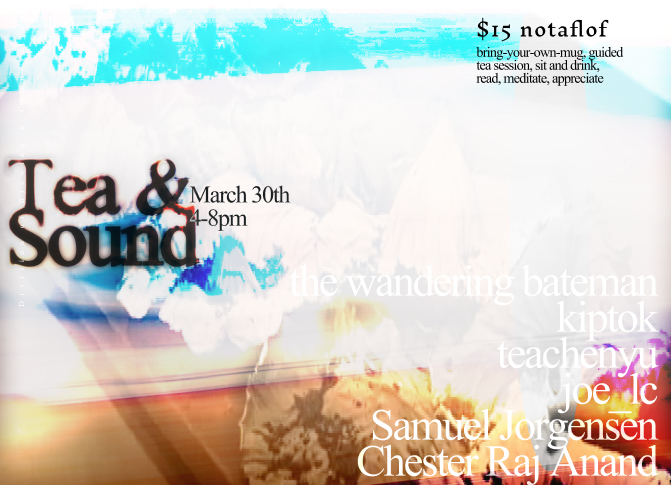 $15 notaflof
bring-your-own-mug, guided
tea session, sit and drink,
read, meditate, appreciate
Tea &
Sound
March 30th
4-8pm
the wandering bateman
kiptok
teachenyu
joe_lc
Samuel Jorgensen
Chester Raj Anand